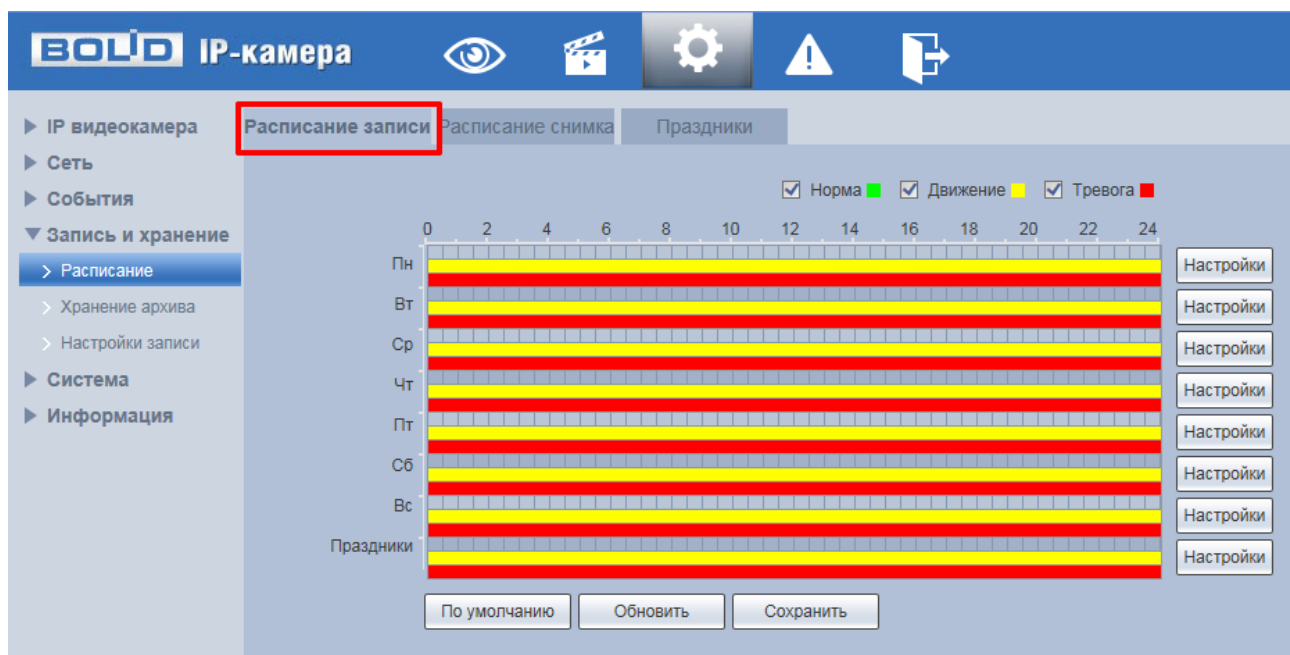 BOLID IP-камера
IP видеокамера
Сеть
События
Запись и хранение
Расписание
Хранение архива
Настройки записи
Система
Информация
Расписание записи Расписание снимка Праздники
Норма Движение Тревога
0 2 4 6 8 10 12 14 16 18 20 22 24
Пн Настройки
Вт Настройки
Ср Настройки
Чт Настройки
Пт Настройки
Сб Настройки
Вс Настройки
Праздники Настройки
По умолчанию Обновить Сохранить